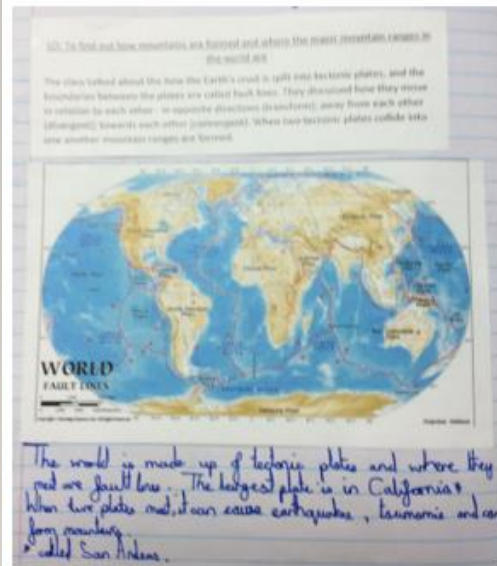 LO: To find out how mountains are formed and where the major mountain ranges in
the world are
The class talked about the how the Earth's crust is split into tectonic plates, and the
boundaries between the plates are called fault lines. They discussed how they move
in relation to each other - in opposite directions (transform); away from each other
(divergent); towards each other (convergent). When two tectonic plates collide into
one another mountain ranges are formed.
WORLD
FAULT LINES
The world is made up of tectonic plates and where they
met are fault lines. The largest plate is in California*
When two plates met, it can cause earthquakes, tsunamis and can
form mountains
* called San Andeas.